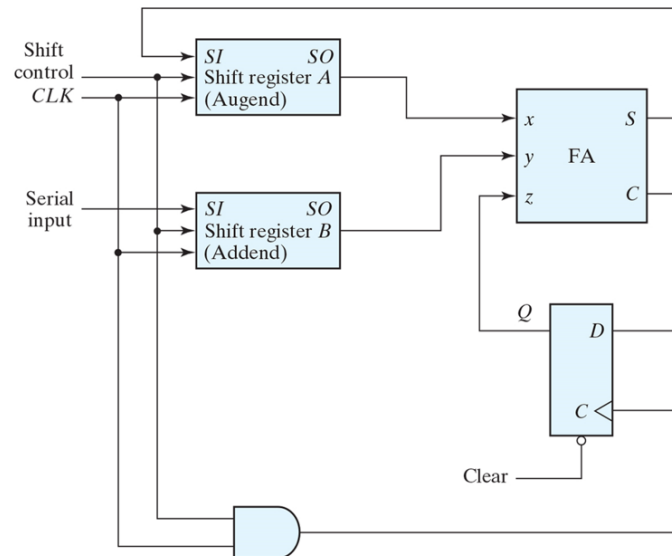 Shift
control
CLK
SI SO
Shift register A
(Augend)
x S
y FA
z C
Serial
input
SI SO
Shift register B
(Addend)
Q
D
C
Clear